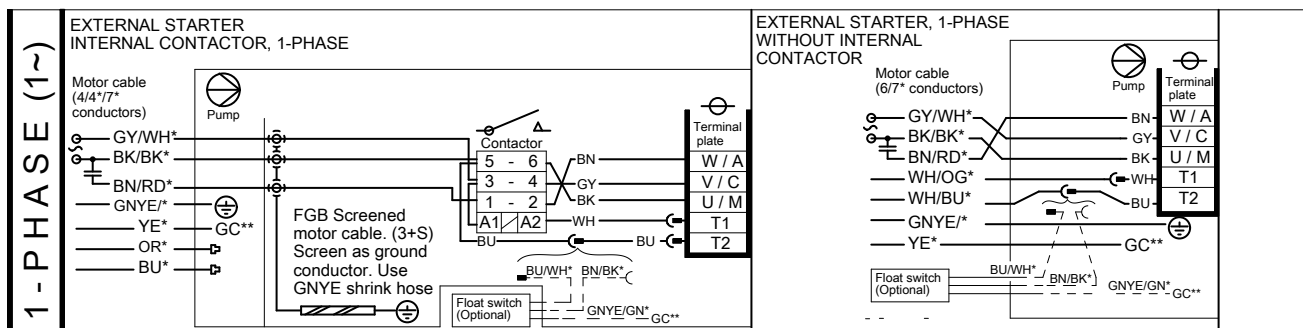 1-PHASE (1~)
EXTERNAL STARTER
INTERNAL CONTACTOR, 1-PHASE
Motor cable
(4/4*/7*
conductors)
Pump
GY/WH*
BK/BK*
BN/RD*
GNYE/*
YE*
GC**
OR*
BU*
FGB Screened
motor cable. (3+S)
Screen as ground
conductor. Use
GNYE shrink hose
Contactor
5 - 6
3 - 4
1 - 2
A1 A2
BN
GY
BK
WH
BU
BU
Terminal
plate
W / A
V / C
U / M
T1
T2
BU/WH*
BN/BK*
Float switch
(Optional)
GNYE/GN*
GC**
EXTERNAL STARTER, 1-PHASE
WITHOUT INTERNAL
CONTACTOR
Motor cable
(6/7* conductors)
Pump
Terminal
plate
GY/WH*
BK/BK*
BN/RD*
WH/OG*
WH/BU*
GNYE/*
YE*
BN
GY
BK
WH
BU
W / A
V / C
U / M
T1
T2
GC**
BU/WH*
BN/BK*
Float switch
(Optional)
GNYE/GN*
GC**